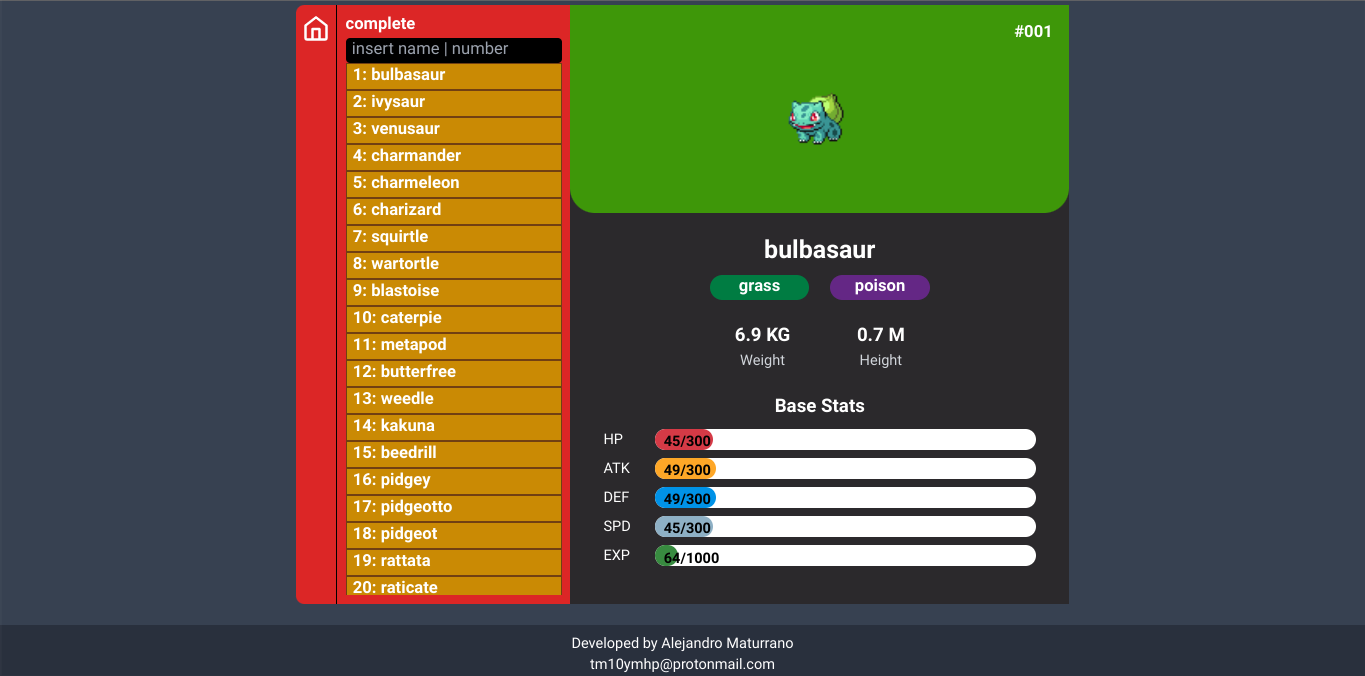 complete
insert name | number
1: bulbasaur
2: ivysaur
3: venusaur
4: charmander
5: charmeleon
6: charizard
7: squirtle
8: wartortle
9: blastoise
10: caterpie
11: metapod
12: butterfree
13: weedle
14: kakuna
15: beedrill
16: pidgey
17: pidgeotto
18: pidgeot
19: rattata
20: raticate
#001
bulbasaur
grass poison
6.9 KG 0.7 M
Weight Height
Base Stats
HP 45/300
ATK 49/300
DEF 49/300
SPD 45/300
EXP 64/1000
Developed by Alejandro Maturrano
tm10ymhp@protonmail.com